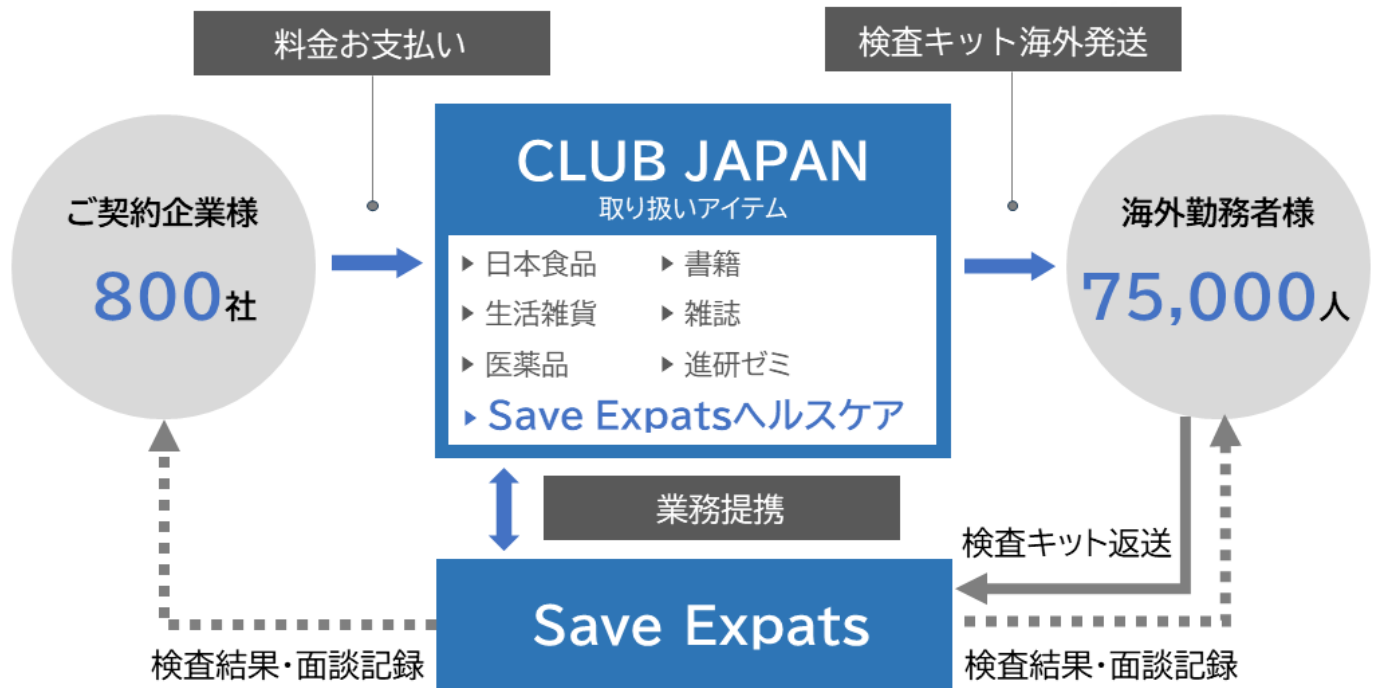 料金お支払い
検査キット海外発送
ご契約企業様
800社
CLUB JAPAN
取り扱いアイテム
▶ 日本食品
▶ 書籍
▶ 生活雑貨
▶ 雑誌
▶ 医薬品
▶ 進研ゼミ
▶ Save Expatsヘルスケア
海外勤務者様
75,000人
業務提携
検査キット返送
Save Expats
検査結果・面談記録
検査結果・面談記録